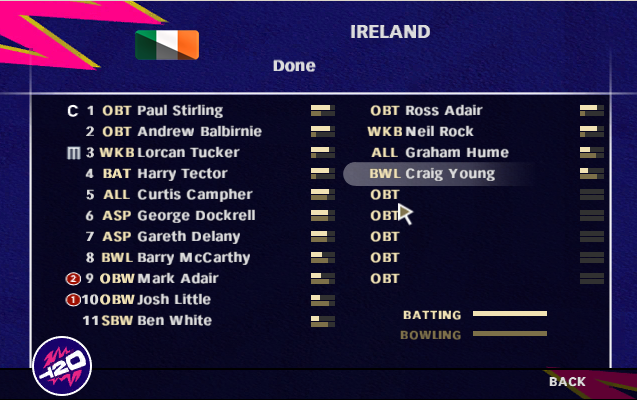 IRELAND
Done
C 1 OBT Paul Stirling
2 OBT Andrew Balbirnie
3 WKB Lorcan Tucker
4 BAT Harry Tector
5 ALL Curtis Campher
6 ASP George Dockrell
7 ASP Gareth Delany
8 BWL Barry McCarthy
2 9 OBW Mark Adair
1 10 OBW Josh Little
11 SBW Ben White
OBT Ross Adair
WKB Neil Rock
ALL Graham Hume
BWL Craig Young
OBT
OBT
OBT
OBT
OBT
BATTING
BOWLING
T20
BACK